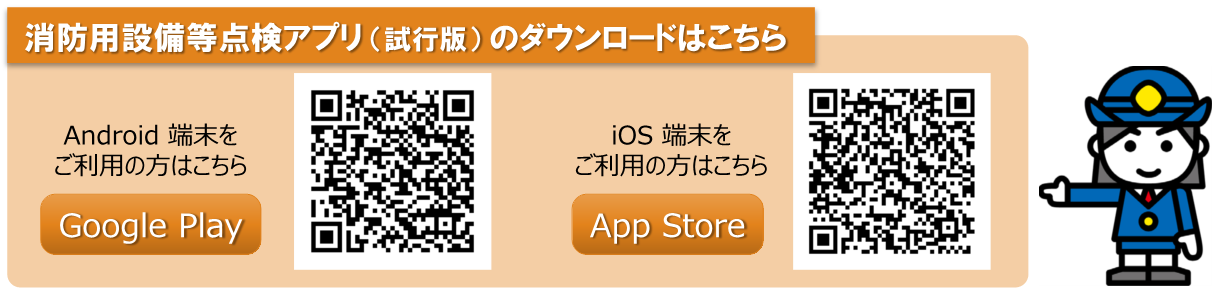 消防用設備等点検アプリ（試行版）のダウンロードはこちら
Android 端末を
ご利用の方はこちら
Google Play
iOS 端末を
ご利用の方はこちら
App Store